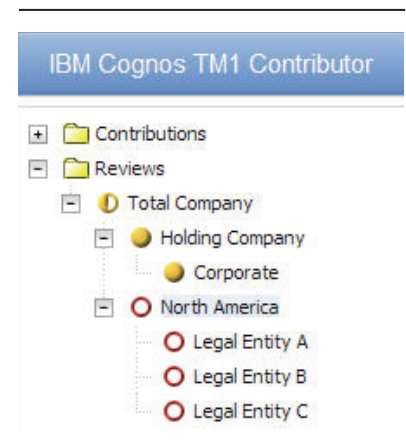 IBM Cognos TM1 Contributor
Contributions
Reviews
Total Company
Holding Company
Corporate
North America
Legal Entity A
Legal Entity B
Legal Entity C